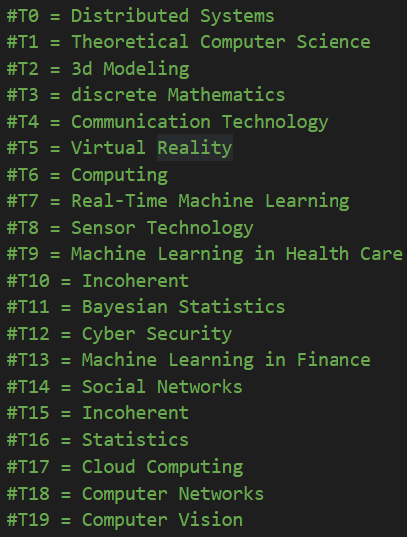 #T0 = Distributed Systems
#T1 = Theoretical Computer Science
#T2 = 3d Modeling
#T3 = discrete Mathematics
#T4 = Communication Technology
#T5 = Virtual Reality
#T6 = Computing
#T7 = Real-Time Machine Learning
#T8 = Sensor Technology
#T9 = Machine Learning in Health Care
#T10 = Incoherent
#T11 = Bayesian Statistics
#T12 = Cyber Security
#T13 = Machine Learning in Finance
#T14 = Social Networks
#T15 = Incoherent
#T16 = Statistics
#T17 = Cloud Computing
#T18 = Computer Networks
#T19 = Computer Vision